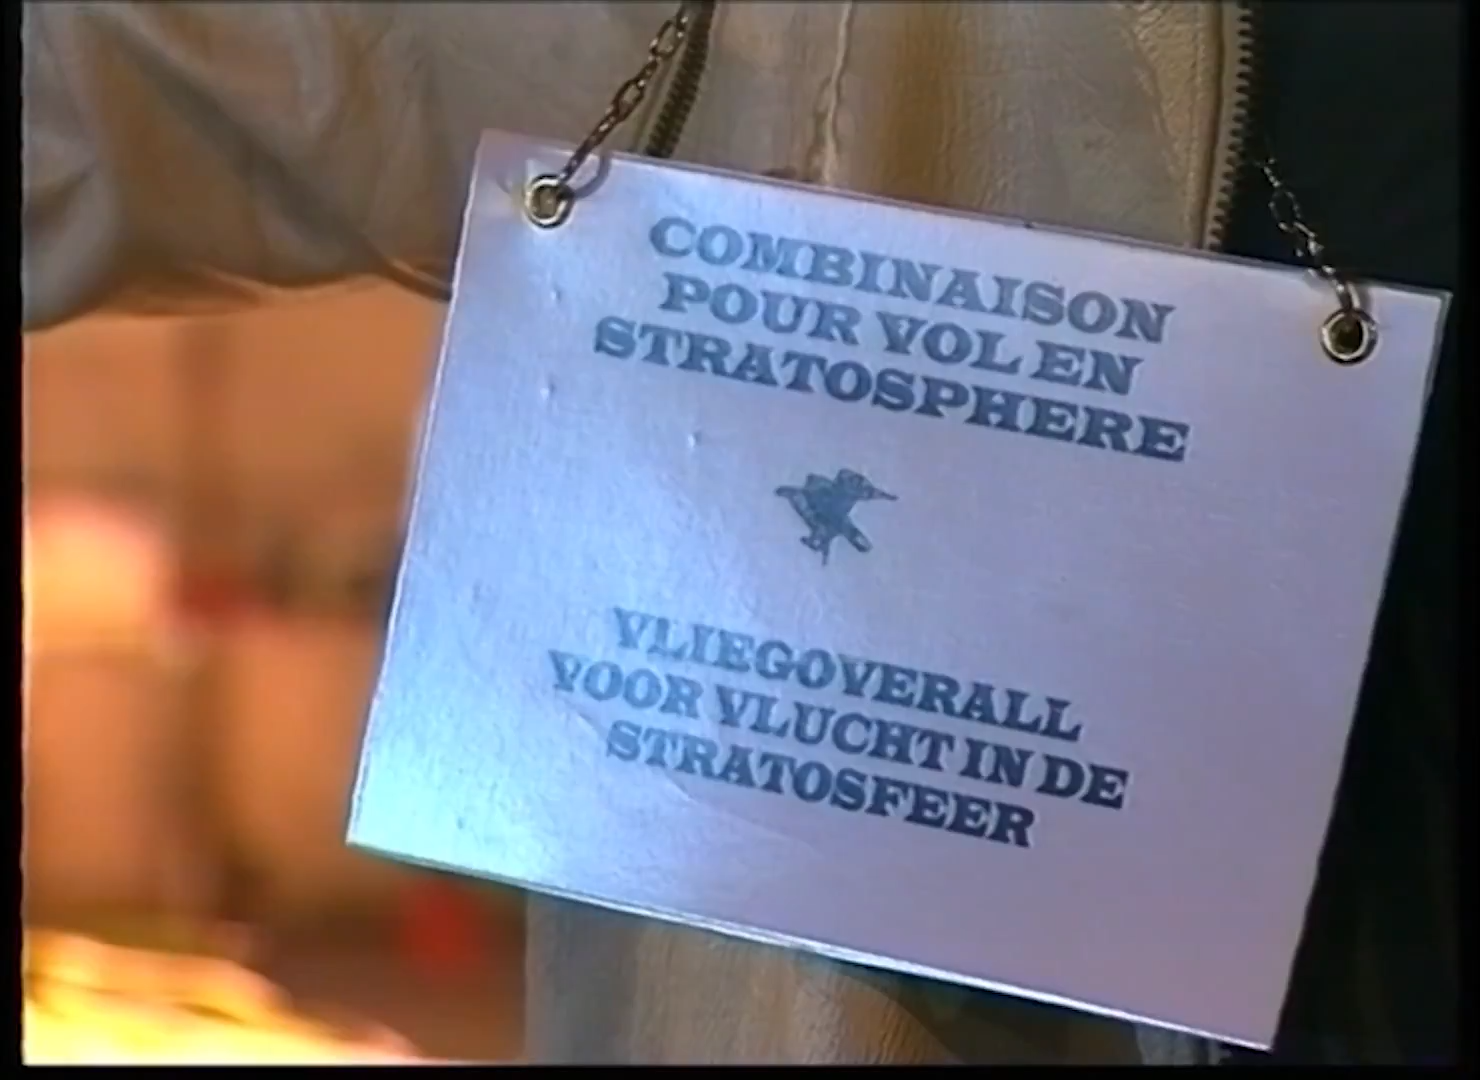 COMBINAISON
POUR VOL EN
STRATOSPHERE
VLIEGOVERALL
VOOR VLUCHT IN DE
STRATOSFEER